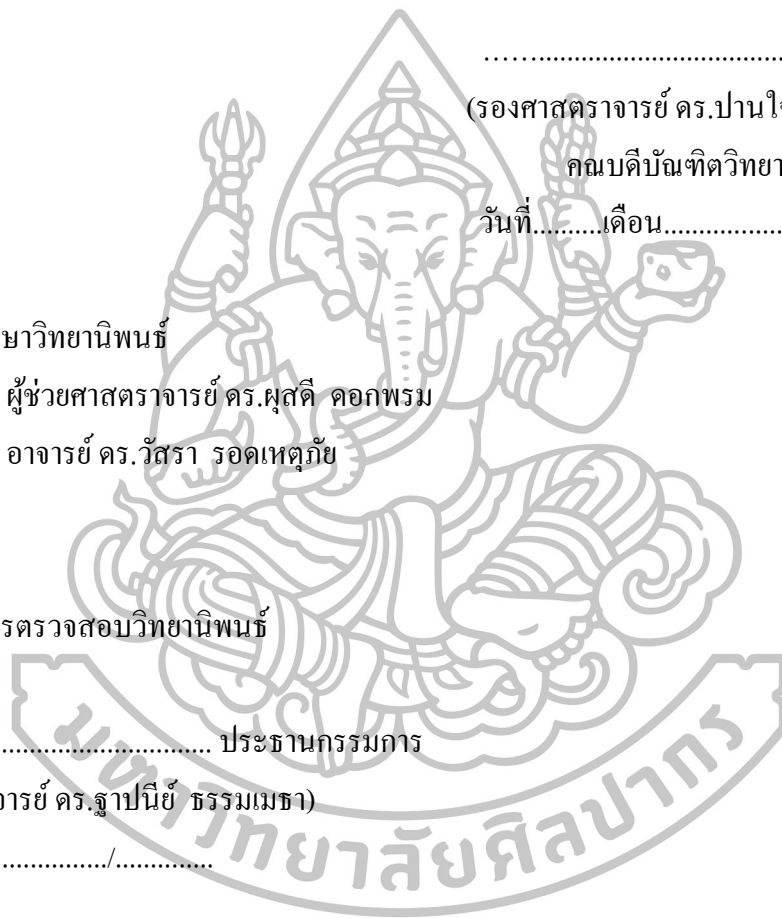 …….....................................
(รองศาสตราจารย์ ดร.ปานใจ
คณบดีบัณฑิตวิทยา
วันที่..........เดือน..................
ษาวิทยานิพนธ์
ผู้ช่วยศาสตราจารย์ ดร.ผุสดี ดอกพรม
อาจารย์ ดร.วัสรา รอดเหตุภัย
รตรวจสอบวิทยานิพนธ์
.............................. ประธานกรรมการ
ารย์ ดร.ฐาปนีย์ ธรรมเมธา)
.............../..............
มหาวิทยาลัยศิลปากร